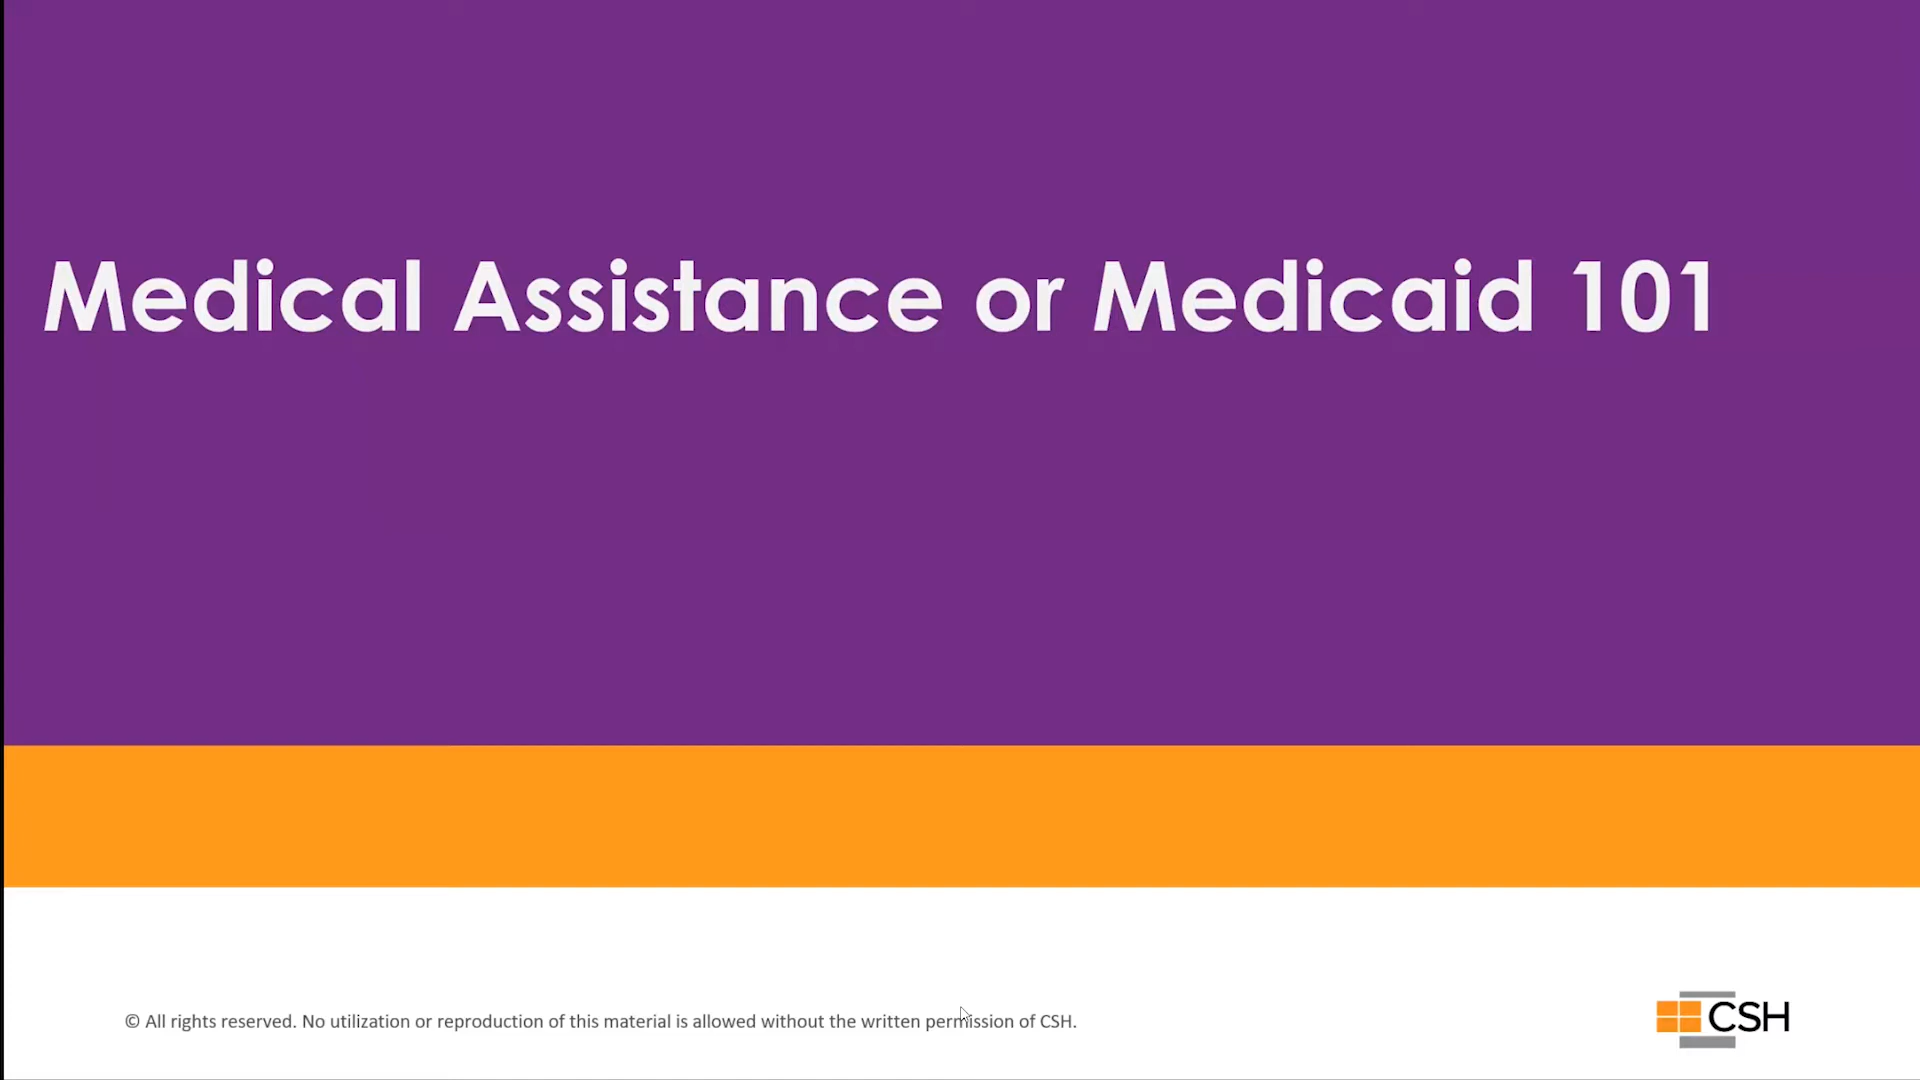 Medical Assistance or Medicaid 101
© All rights reserved. No utilization or reproduction of this material is allowed without the written permission of CSH.
CSH